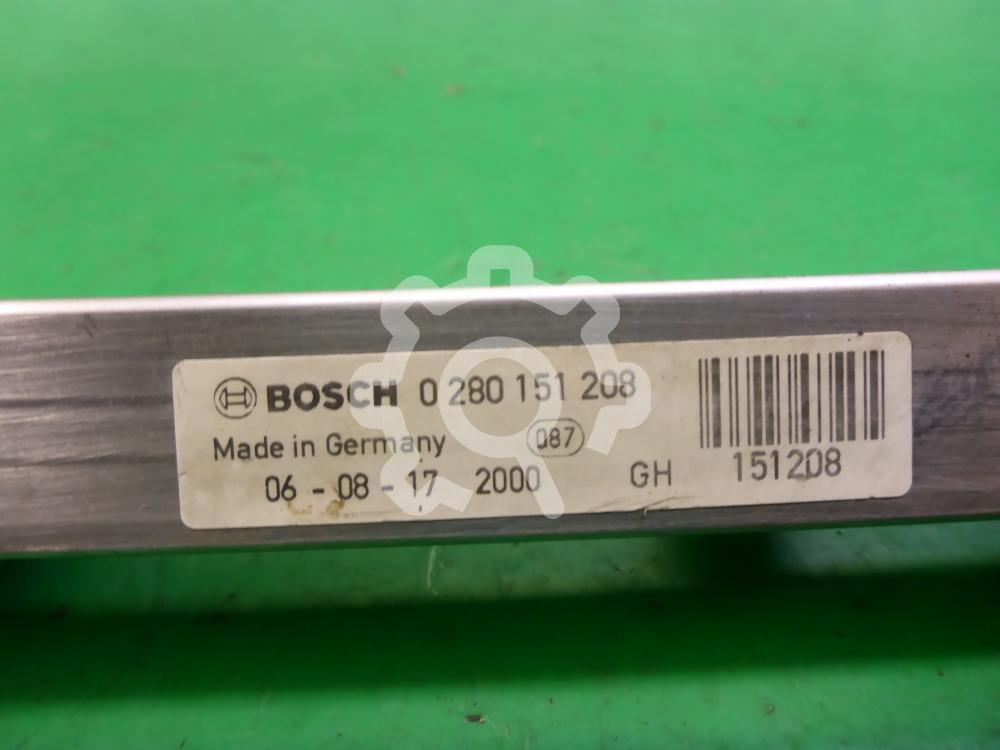 BOSCH 0 280 151 208
Made in Germany 087
06 - 08 - 17 2000 GH 151208